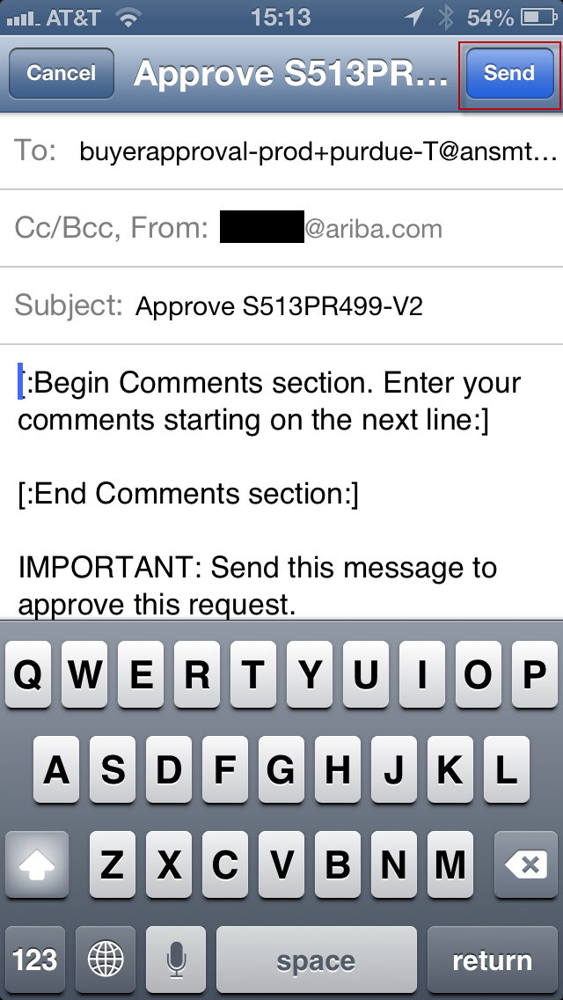 AT&T 15:13 54%
Cancel Approve S513PR... Send
To: buyerapproval-prod+purdue-T@ansmt...
Cc/Bcc, From: @ariba.com
Subject: Approve S513PR499-V2
[:Begin Comments section. Enter your
comments starting on the next line:]
[:End Comments section:]
IMPORTANT: Send this message to
approve this request.
Q W E R T Y U I O P
A S D F G H J K L
Z X C V B N M
123 space return